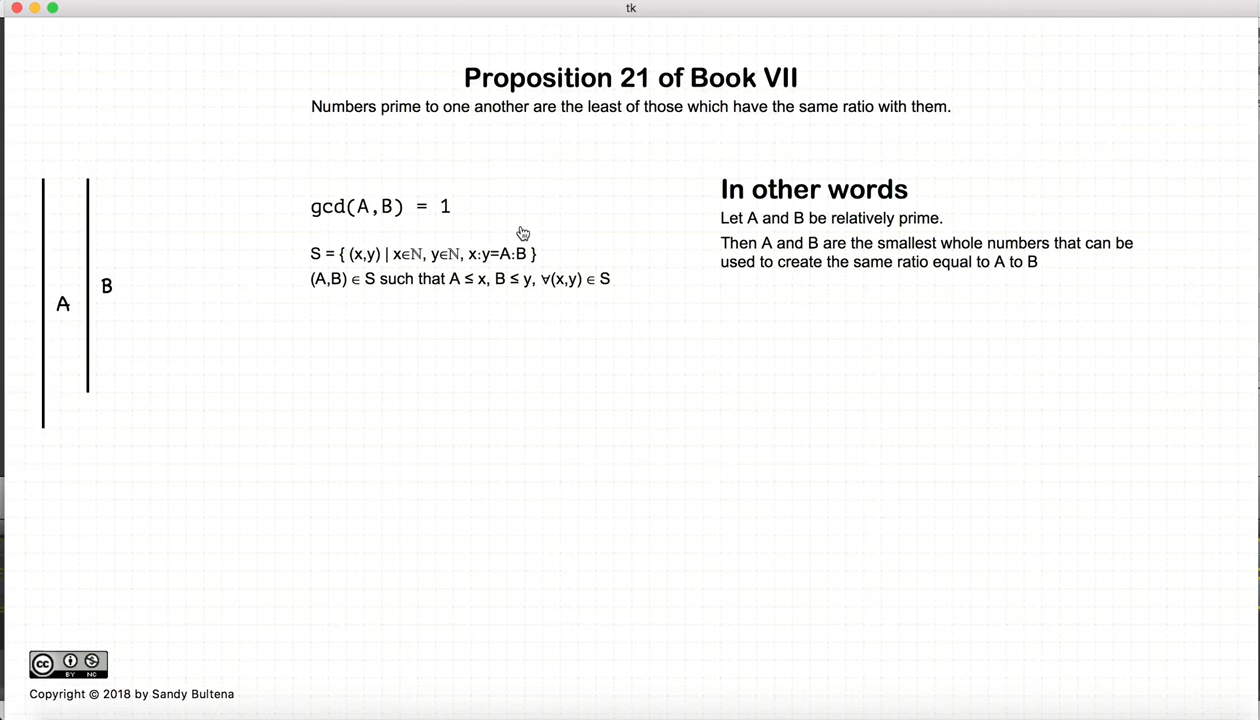 tk
Proposition 21 of Book VII
Numbers prime to one another are the least of those which have the same ratio with them.
In other words
gcd(A,B) = 1
Let A and B be relatively prime.
Then A and B are the smallest whole numbers that can be
used to create the same ratio equal to A to B
S = { (x,y) | x∈ℕ, y∈ℕ, x:y=A:B }
(A,B) ∈ S such that A ≤ x, B ≤ y, ∀(x,y) ∈ S
A
B
cc
BY NC
Copyright © 2018 by Sandy Bultena